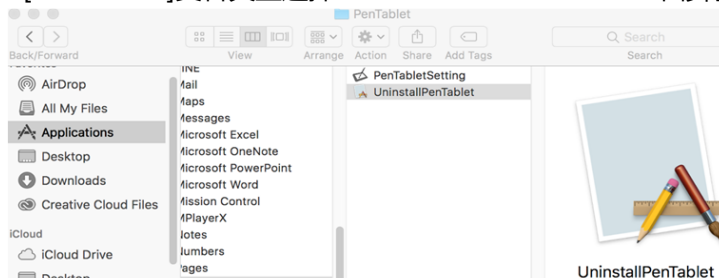 PenTablet
Search
Back/Forward
View
Arrange
Action
Share
Add Tags
Search
AirDrop
All My Files
Applications
Desktop
Downloads
Creative Cloud Files
iCloud
iCloud Drive
Desktop
Mail
Maps
Messages
Microsoft Excel
Microsoft OneNote
Microsoft PowerPoint
Microsoft Word
Mission Control
MPlayerX
Notes
Numbers
Pages
PenTabletSetting
UninstallPenTablet
UninstallPenTablet